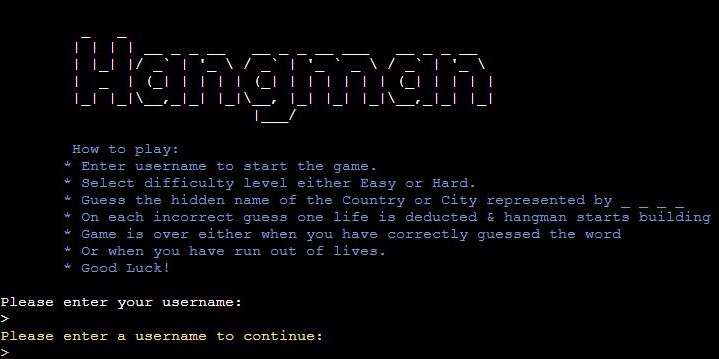 Hangman
How to play:
* Enter username to start the game.
* Select difficulty level either Easy or Hard.
* Guess the hidden name of the Country or City represented by _ _ _ _
* On each incorrect guess one life is deducted & hangman starts building
* Game is over either when you have correctly guessed the word
* Or when you have run out of lives.
* Good Luck!
Please enter your username:
>
Please enter a username to continue:
>